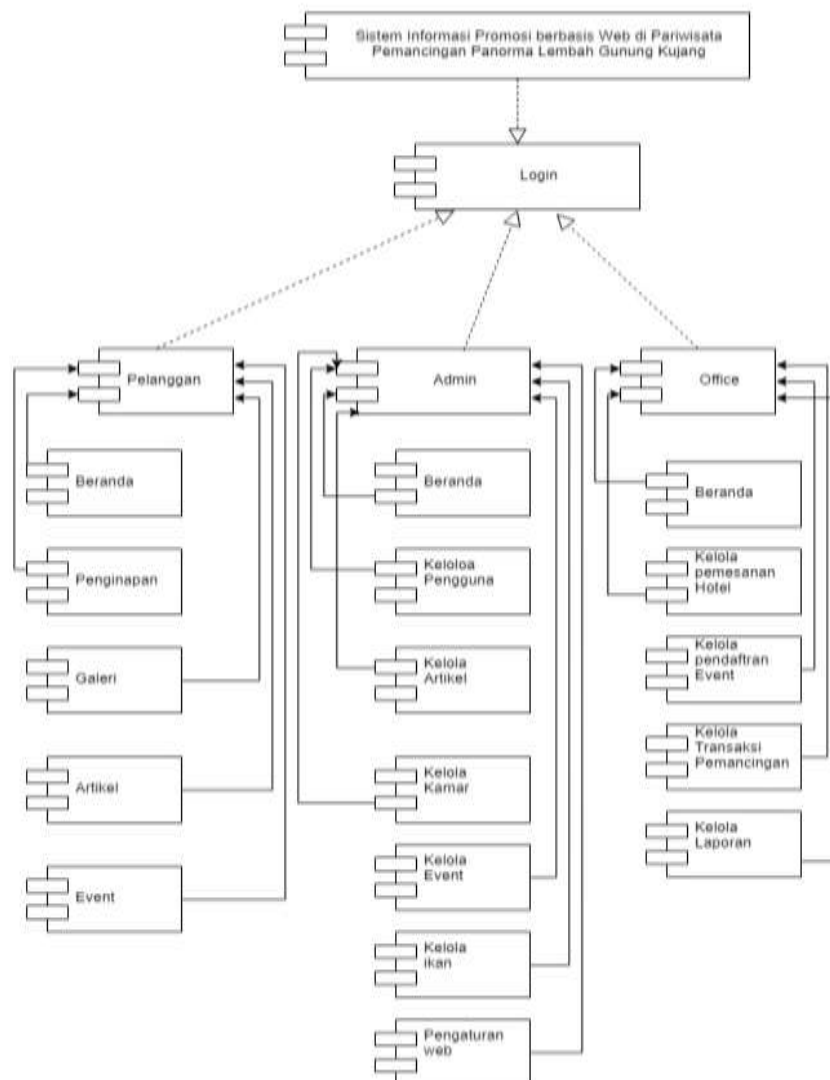 Sistem Informasi Promosi berbasis Web di Pariwisata
Pemancingan Panorma Lembah Gunung Kujang
Login
Pelanggan
Beranda
Penginapan
Galeri
Artikel
Event
Admin
Beranda
Keloloa
Pengguna
Kelola
Artikel
Kelola
Kamar
Kelola
Event
Kelola
ikan
Pengaturan
web
Office
Beranda
Kelola
pemesanan
Hotel
Kelola
pendaftran
Event
Kelola
Transaksi
Pemancingan
Kelola
Laporan